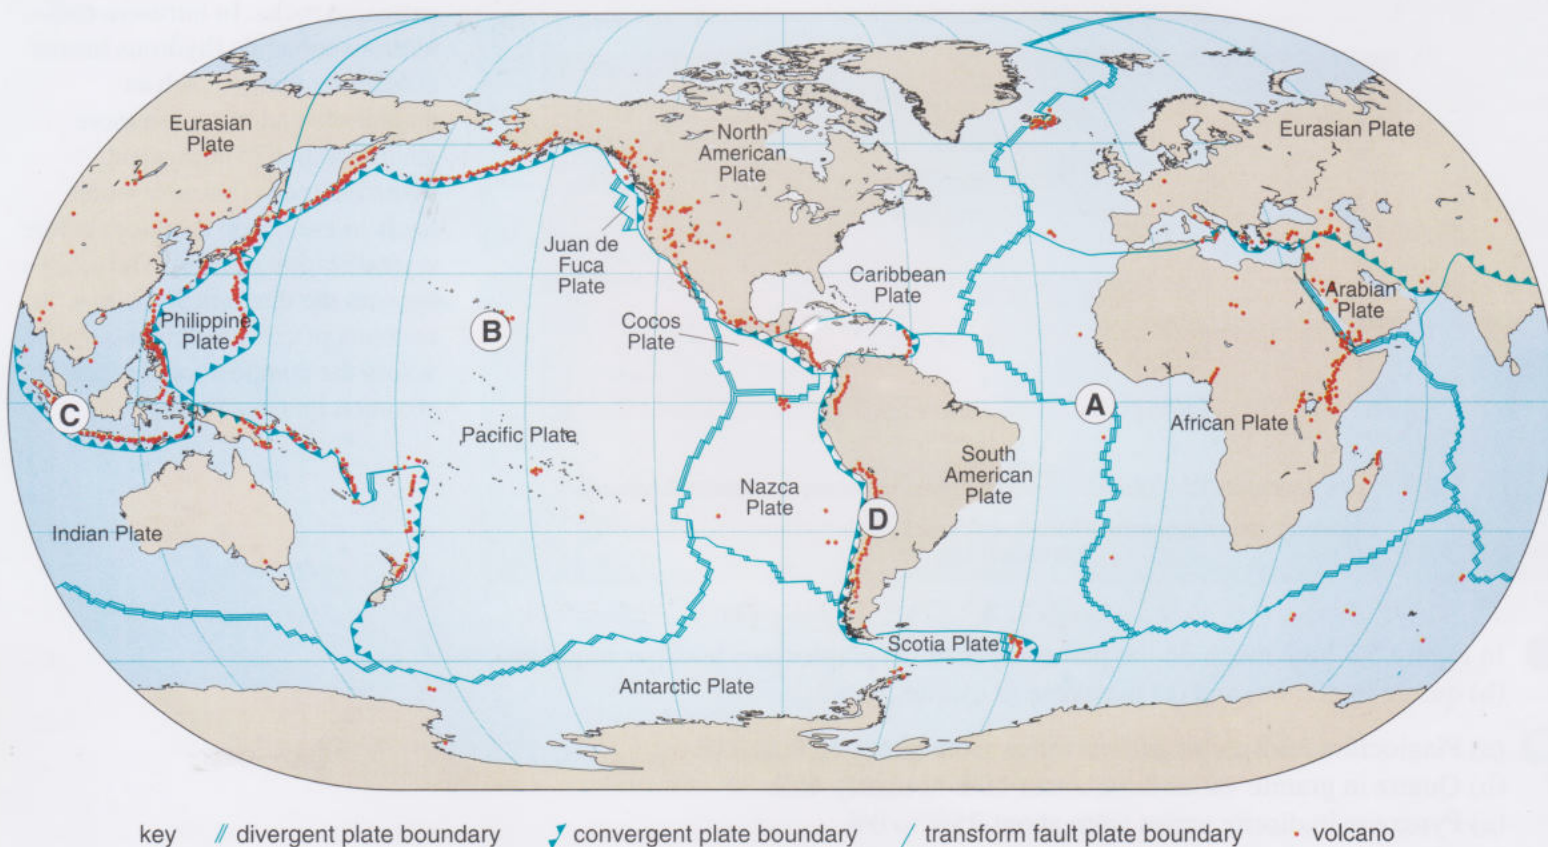 Eurasian
Plate
North
American
Plate
Eurasian Plate
Juan de
Fuca
Plate
Caribbean
Plate
Arabian
Plate
Philippine
Plate
B
Cocos
Plate
C
A
Pacific Plate
African Plate
South
American
Plate
Nazca
Plate
D
Indian Plate
Scotia Plate
Antarctic Plate
key divergent plate boundary convergent plate boundary transform fault plate boundary volcano